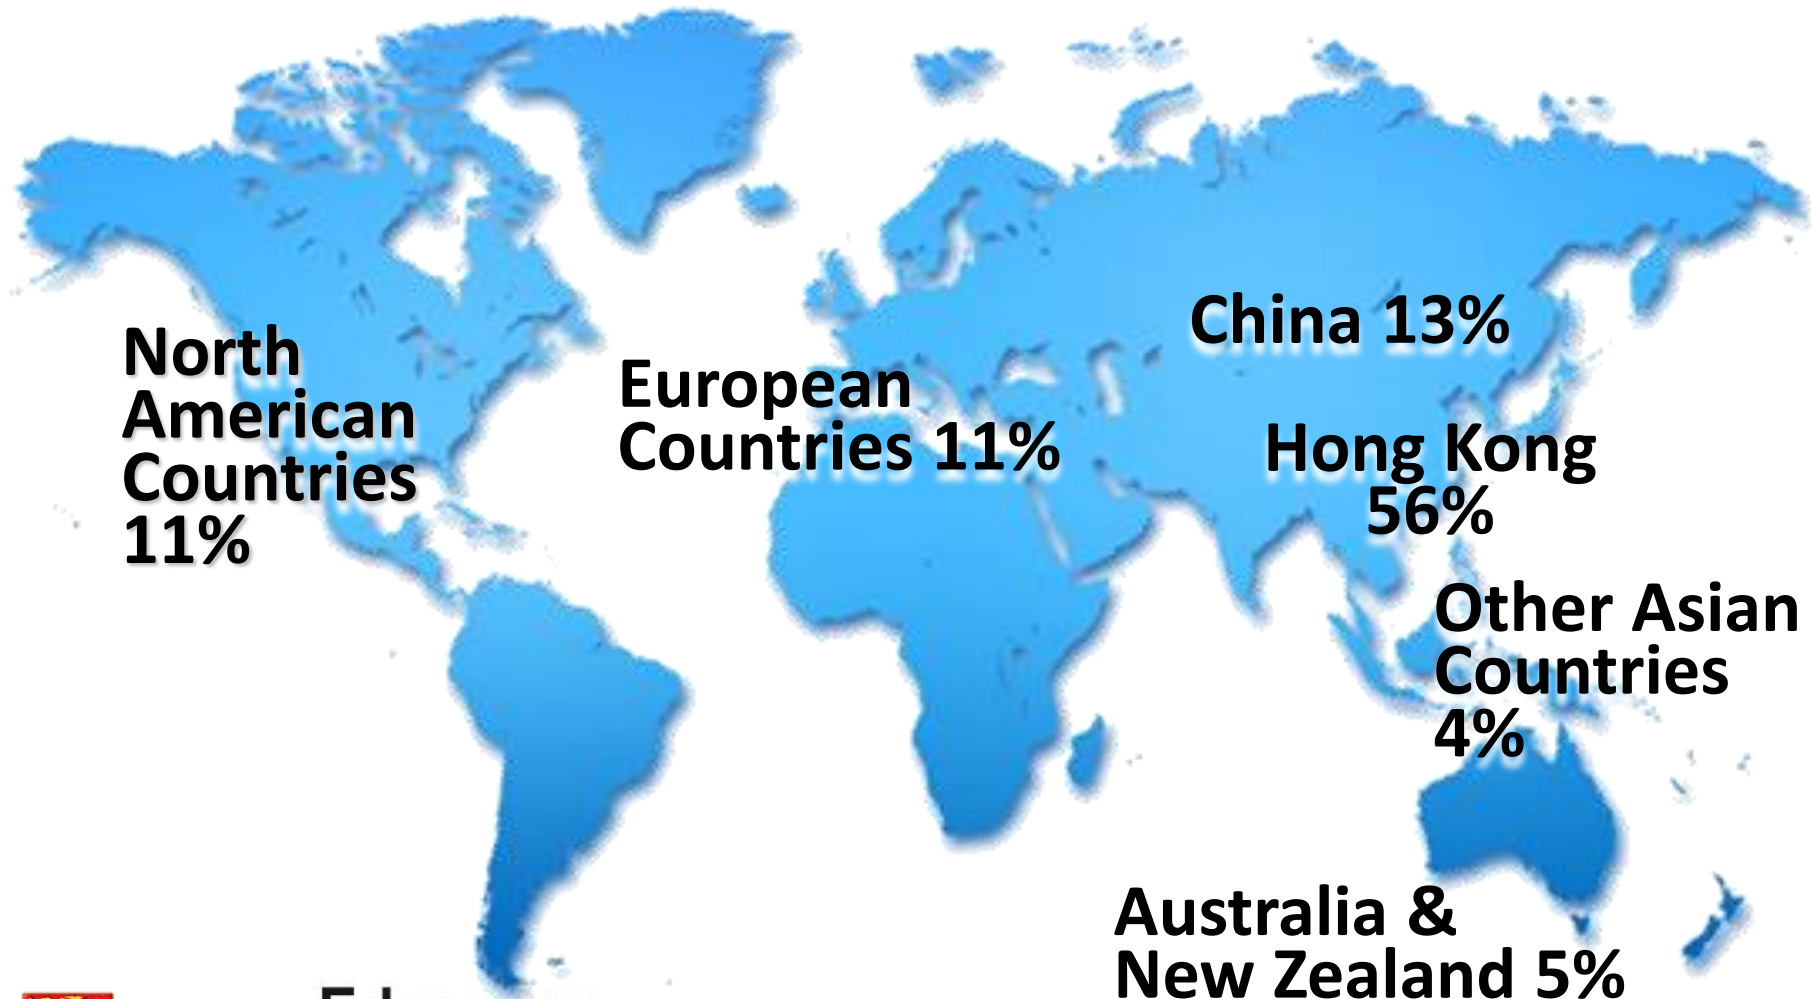 China 13%
North
American
Countries
11%
European
Countries 11%
Hong Kong
56%
Other Asian
Countries
4%
Australia &
New Zealand 5%